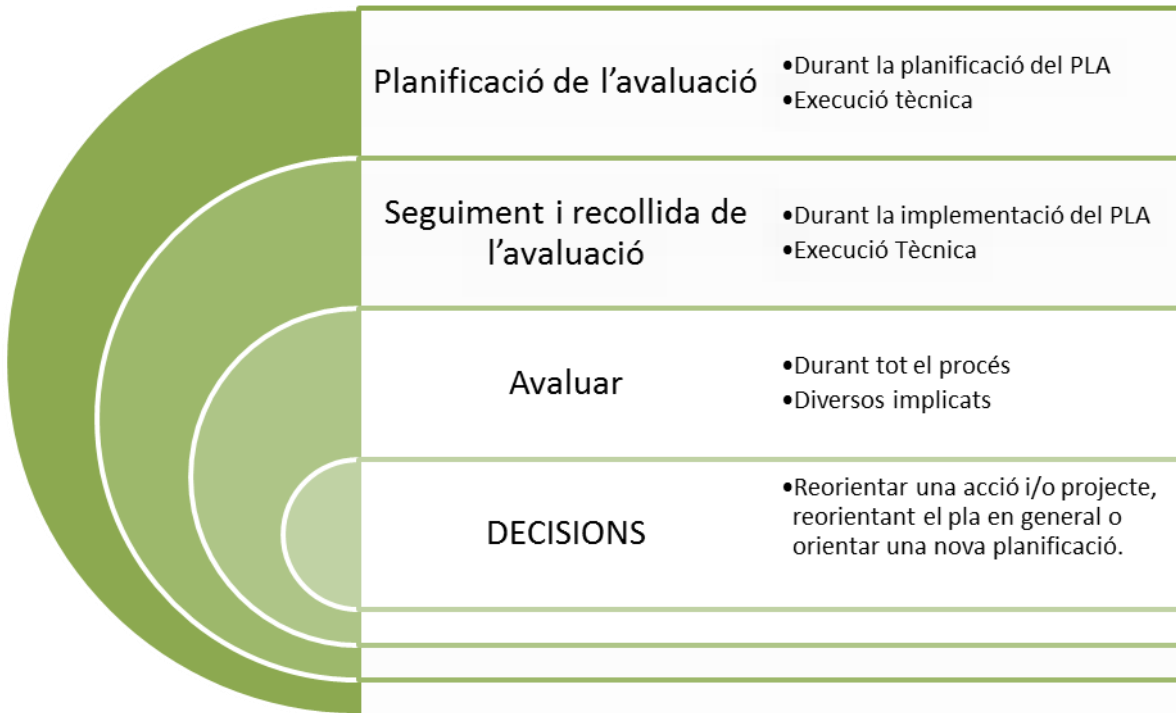 Planificació de l'avaluació
•Durant la planificació del PLA
•Execució tècnica
Seguiment i recollida de
l'avaluació
•Durant la implementació del PLA
•Execució Tècnica
Avaluar
•Durant tot el procés
•Diversos implicats
DECISIONS
•Reorientar una acció i/o projecte,
reorientant el pla en general o
orientar una nova planificació.